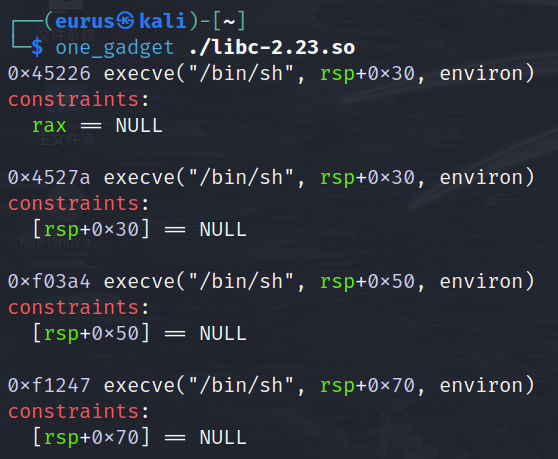 ┌──(eurus㉿kali)-[~]
└─$ one_gadget ./libc-2.23.so
0×45226 execve("/bin/sh", rsp+0×30, environ)
constraints:
  rax == NULL

0×4527a execve("/bin/sh", rsp+0×30, environ)
constraints:
  [rsp+0×30] == NULL

0×f03a4 execve("/bin/sh", rsp+0×50, environ)
constraints:
  [rsp+0×50] == NULL

0×f1247 execve("/bin/sh", rsp+0×70, environ)
constraints:
  [rsp+0×70] == NULL